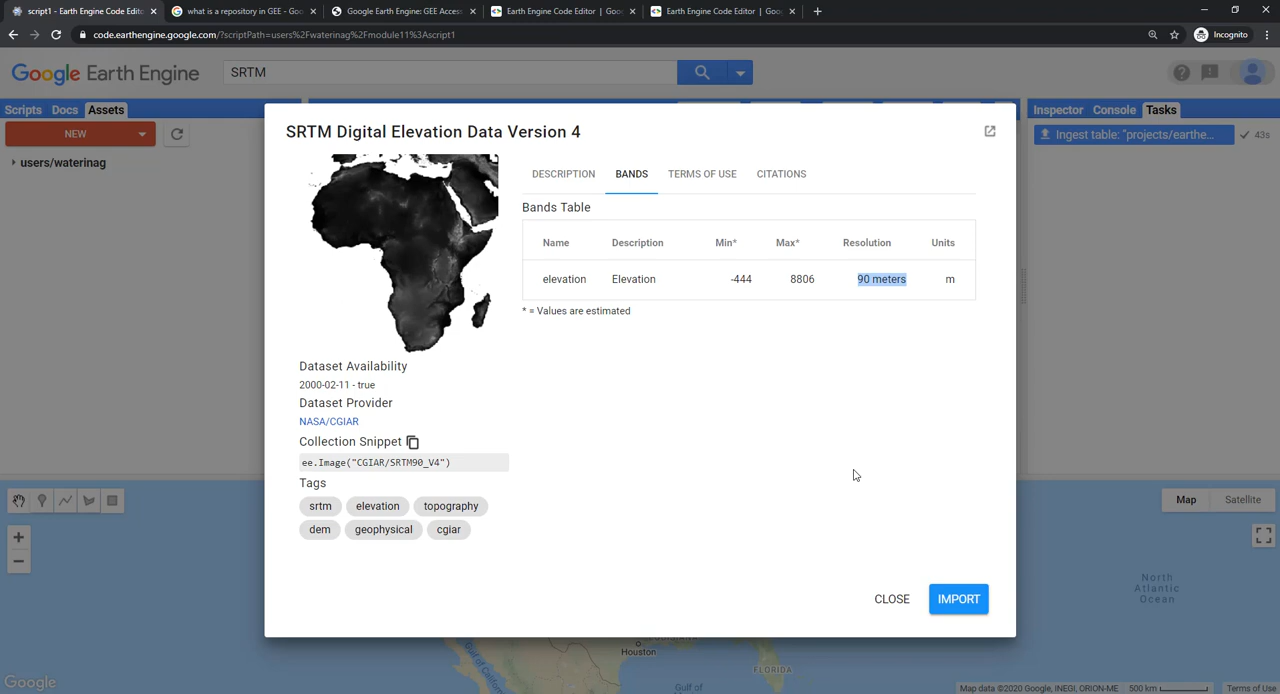 script1 - Earth Engine Code Edit
what is a repository in GEE - Goo
Google Earth Engine: GEE Acces
Earth Engine Code Editor | Goog
Earth Engine Code Editor | Goog
code.earthengine.google.com/?scriptPath=users%2Fwaterinag%2Fmodule11%3Ascript1
Incognito
Google Earth Engine
SRTM
Scripts Docs Assets
Inspector Console Tasks
NEW
users/waterinag
Ingest table: "projects/earthe...
43s
SRTM Digital Elevation Data Version 4
DESCRIPTION BANDS TERMS OF USE CITATIONS
Bands Table
Name Description Min* Max* Resolution Units
elevation Elevation -444 8806 90 meters m
* = Values are estimated
Dataset Availability
2000-02-11 - true
Dataset Provider
NASA/CGIAR
Collection Snippet
ee.Image("CGIAR/SRTM90_V4")
Tags
srtm elevation topography
dem geophysical cgiar
CLOSE IMPORT
Map Satellite
North
Atlantic
Ocean
Houston
FLORIDA
Gulf of
Google
Map data ©2020 Google, INEGI, ORION-ME 500 km Terms of Use